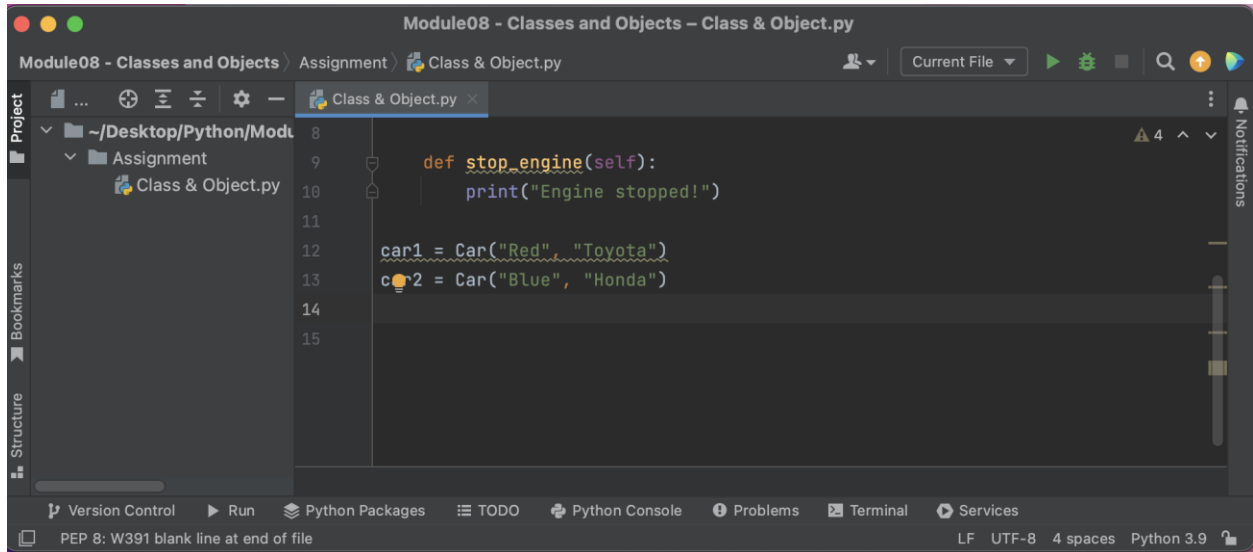 Module08 - Classes and Objects – Class & Object.py
Module08 - Classes and Objects 〉 Assignment 〉 Class & Object.py
Current File
Project
...
Class & Object.py
~/Desktop/Python/Modu
Assignment
Class & Object.py
8
9 def stop_engine(self):
10 print("Engine stopped!")
11
12 car1 = Car("Red", "Toyota")
13 c r2 = Car("Blue", "Honda")
14
15
4
Notifications
Bookmarks
Structure
Version Control Run Python Packages TODO Python Console Problems Terminal Services
PEP 8: W391 blank line at end of file LF UTF-8 4 spaces Python 3.9